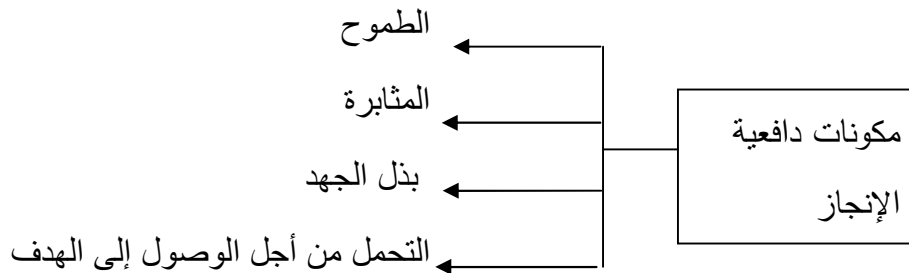 مكونات دافعية
الإنجاز
الطموح
المثابرة
بذل الجهد
التحمل من أجل الوصول إلى الهدف